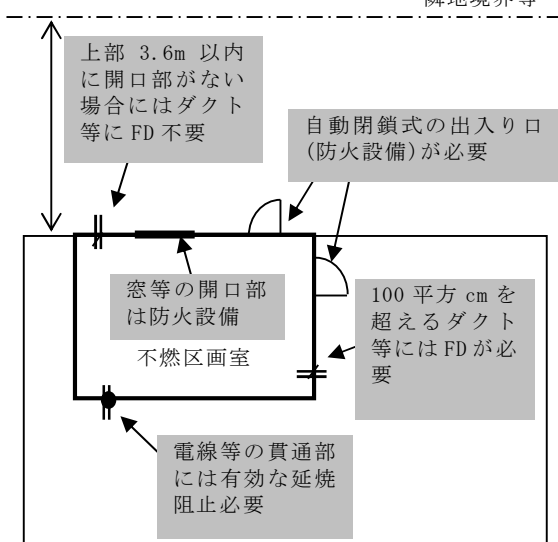 隣地境界等
上部 3.6m 以内
に開口部がない
場合にはダクト
等に FD 不要
自動閉鎖式の出入り口
(防火設備)が必要
窓等の開口部
は防火設備
100 平方 cm を
超えるダクト
等には FD が必
要
不燃区画室
電線等の貫通部
には有効な延焼
阻止必要